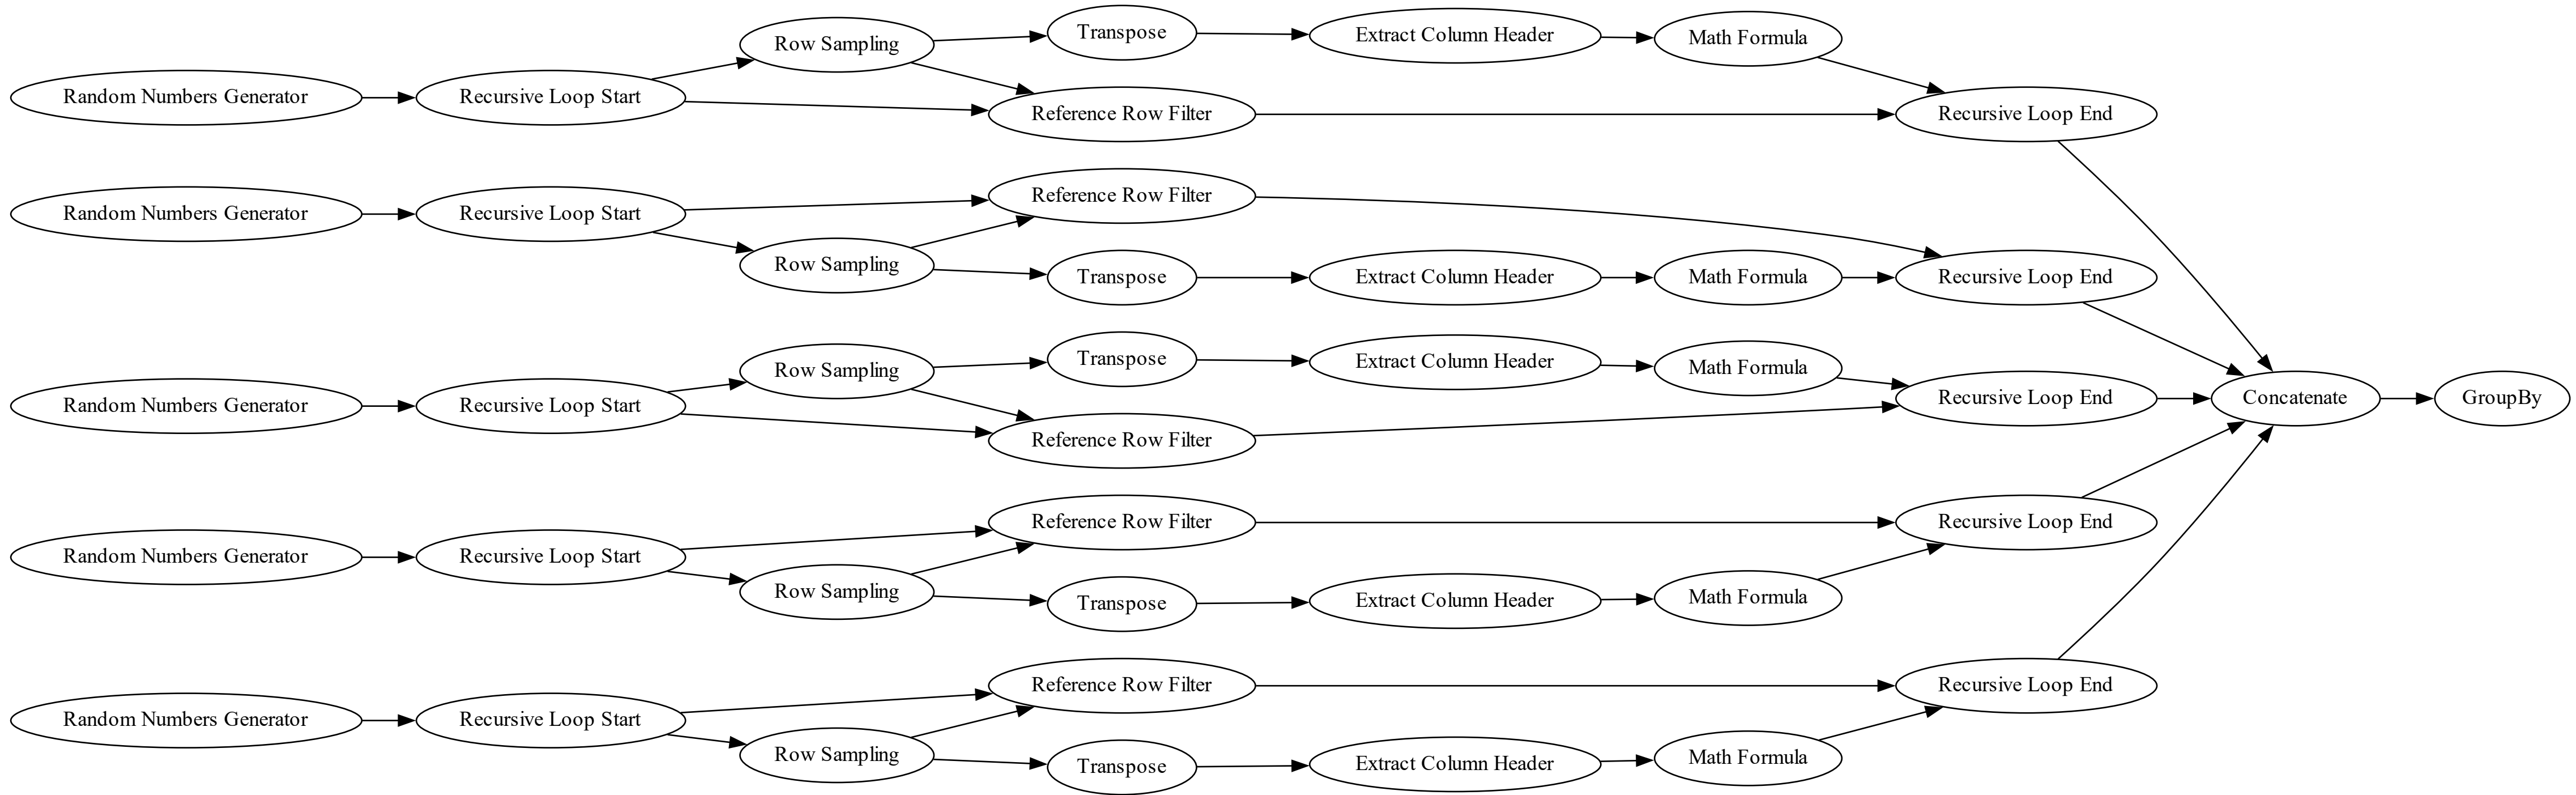 Random Numbers Generator
Recursive Loop Start
Row Sampling
Transpose
Extract Column Header
Math Formula
Reference Row Filter
Recursive Loop End
Random Numbers Generator
Recursive Loop Start
Reference Row Filter
Row Sampling
Transpose
Extract Column Header
Math Formula
Recursive Loop End
Random Numbers Generator
Recursive Loop Start
Row Sampling
Transpose
Extract Column Header
Math Formula
Reference Row Filter
Recursive Loop End
Concatenate
GroupBy
Random Numbers Generator
Recursive Loop Start
Reference Row Filter
Row Sampling
Transpose
Extract Column Header
Math Formula
Recursive Loop End
Random Numbers Generator
Recursive Loop Start
Reference Row Filter
Row Sampling
Transpose
Extract Column Header
Math Formula
Recursive Loop End